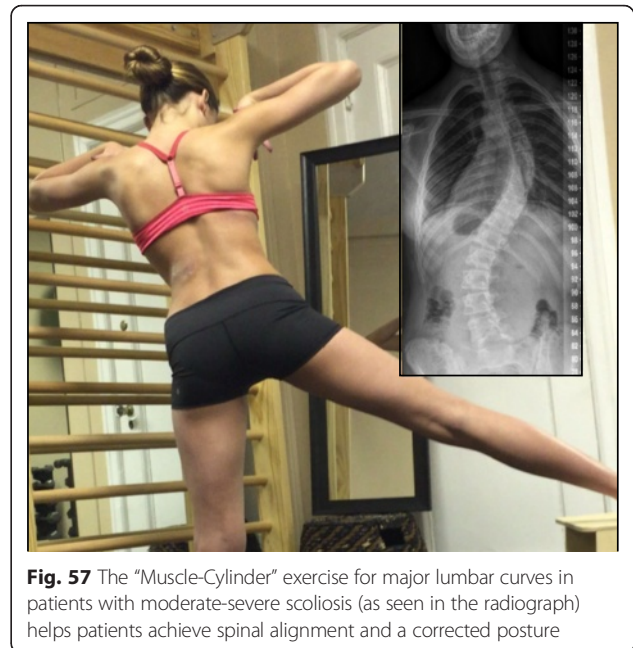 Fig. 57 The “Muscle-Cylinder” exercise for major lumbar curves in
patients with moderate-severe scoliosis (as seen in the radiograph)
helps patients achieve spinal alignment and a corrected posture